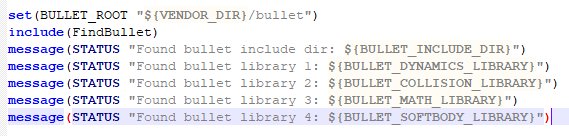 set(BULLET_ROOT "${VENDOR_DIR}/bullet")
include(FindBullet)
message(STATUS "Found bullet include dir: ${BULLET_INCLUDE_DIR}")
message(STATUS "Found bullet library 1: ${BULLET_DYNAMICS_LIBRARY}")
message(STATUS "Found bullet library 2: ${BULLET_COLLISION_LIBRARY}")
message(STATUS "Found bullet library 3: ${BULLET_MATH_LIBRARY}")
message(STATUS "Found bullet library 4: ${BULLET_SOFTBODY_LIBRARY}")